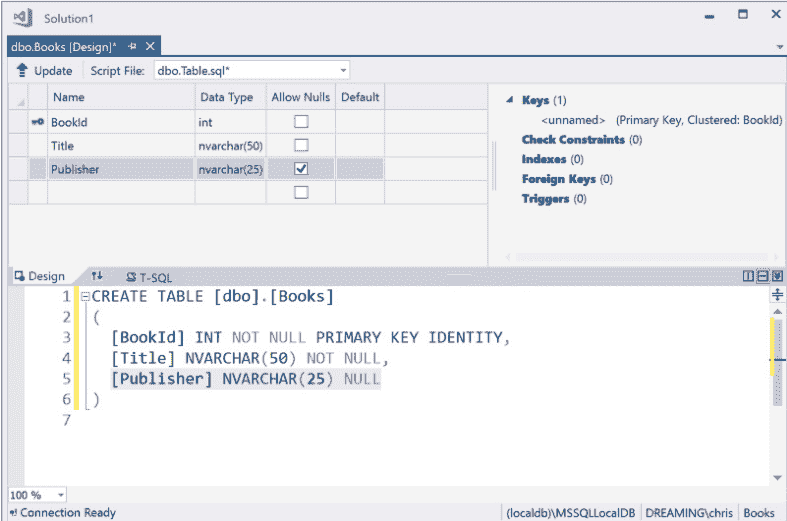 Solution1
dbo.Books [Design]*
Update Script File: dbo.Table.sql*
Name Data Type Allow Nulls Default
BookId int
Title nvarchar(50)
Publisher nvarchar(25)
Keys (1)
<unnamed> (Primary Key, Clustered: BookId)
Check Constraints (0)
Indexes (0)
Foreign Keys (0)
Triggers (0)
Design T-SQL
1 CREATE TABLE [dbo].[Books]
2 (
3 [BookId] INT NOT NULL PRIMARY KEY IDENTITY,
4 [Title] NVARCHAR(50) NOT NULL,
5 [Publisher] NVARCHAR(25) NULL
6 )
7
100 %
Connection Ready (localdb)\MSSQLLocalDB DREAMING\chris Books